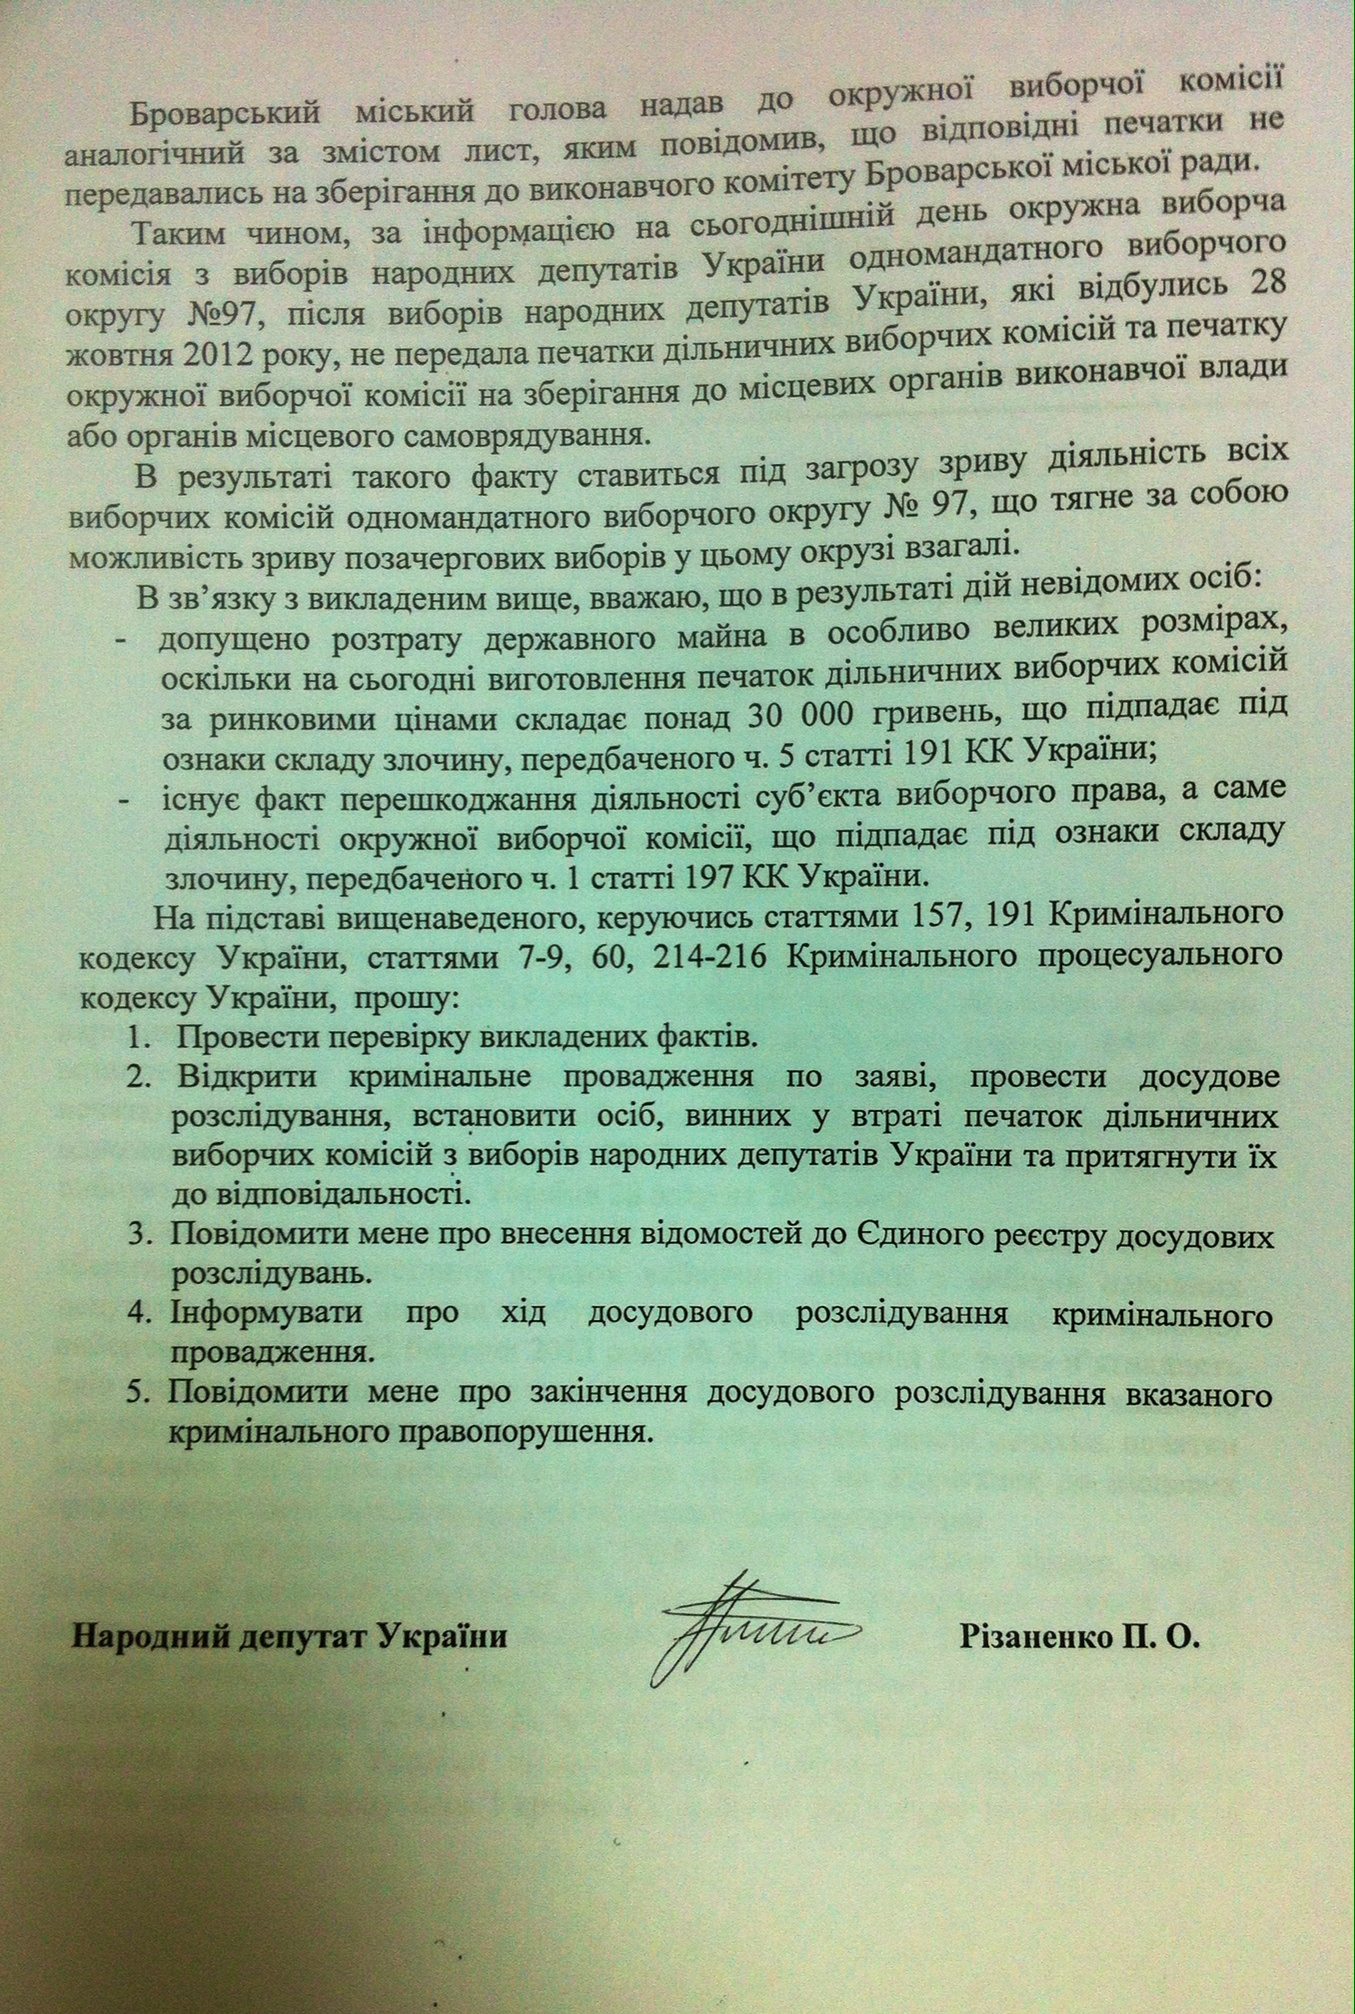 Броварський міський голова надав до окружної виборчої комісії
аналогічний за змістом лист, яким повідомив, що відповідні печатки не
передавались на зберігання до виконавчого комітету Броварської міської ради.
Таким чином, за інформацією на сьогоднішній день окружна виборча
комісія з виборів народних депутатів України одномандатного виборчого
округу №97, після виборів народних депутатів України, які відбулись 28
жовтня 2012 року, не передала печатки дільничних виборчих комісій та печатку
окружної виборчої комісії на зберігання до місцевих органів виконавчої влади
або органів місцевого самоврядування.
В результаті такого факту ставиться під загрозу зриву діяльність всіх
виборчих комісій одномандатного виборчого округу № 97, що тягне за собою
можливість зриву позачергових виборів у цьому окрузі взагалі.
В зв’язку з викладеним вище, вважаю, що в результаті дій невідомих осіб:
- допущено розтрату державного майна в особливо великих розмірах,
оскільки на сьогодні виготовлення печаток дільничних виборчих комісій
за ринковими цінами складає понад 30 000 гривень, що підпадає під
ознаки складу злочину, передбаченого ч. 5 статті 191 КК України;
- існує факт перешкоджання діяльності суб’єкта виборчого права, а саме
діяльності окружної виборчої комісії, що підпадає під ознаки складу
злочину, передбаченого ч. 1 статті 197 КК України.
На підставі вищенаведеного, керуючись статтями 157, 191 Кримінального
кодексу України, статтями 7-9, 60, 214-216 Кримінального процесуального
кодексу України, прошу:
1. Провести перевірку викладених фактів.
2. Відкрити кримінальне провадження по заяві, провести досудове
розслідування, встановити осіб, винних у втраті печаток дільничних
виборчих комісій з виборів народних депутатів України та притягнути їх
до відповідальності.
3. Повідомити мене про внесення відомостей до Єдиного реєстру досудових
розслідувань.
4. Інформувати про хід досудового розслідування кримінального
провадження.
5. Повідомити мене про закінчення досудового розслідування вказаного
кримінального правопорушення.
Народний депутат України Різаненко П. О.